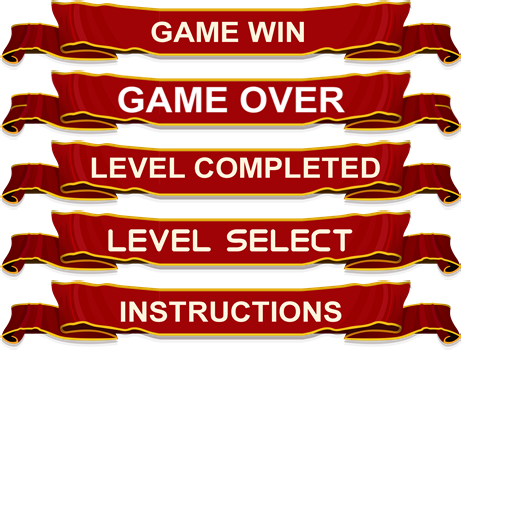 GAME WIN
GAME OVER
LEVEL COMPLETED
LEVEL SELECT
INSTRUCTIONS